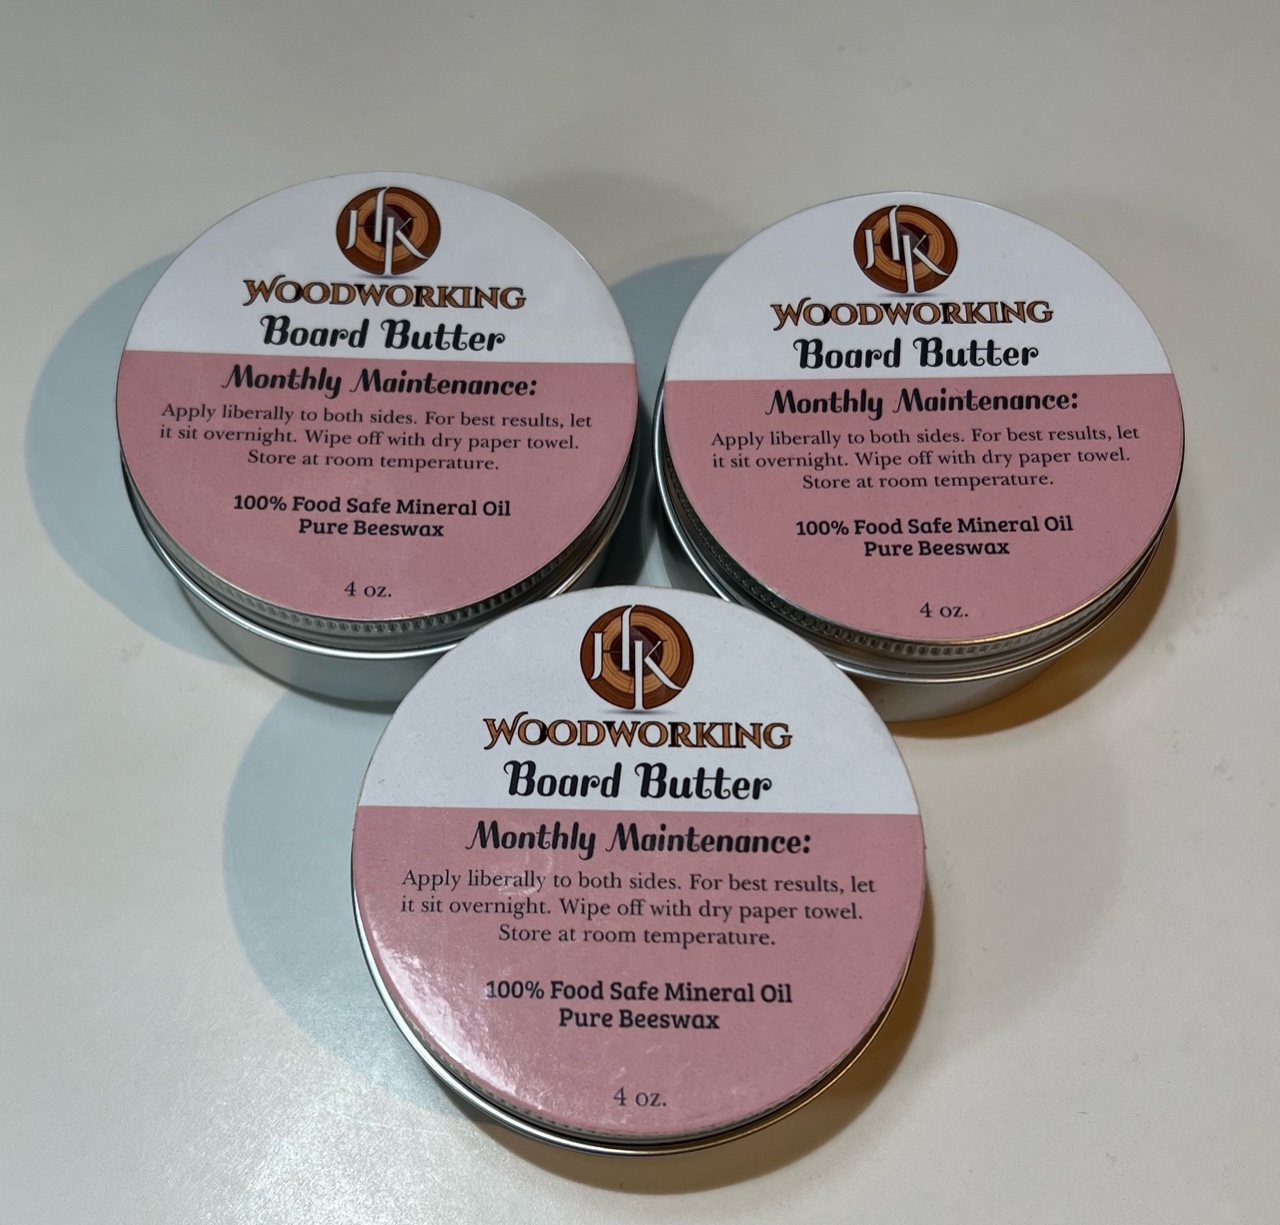 HK
WOODWORKING
Board Butter
Monthly Maintenance:
Apply liberally to both sides. For best results, let
it sit overnight. Wipe off with dry paper towel.
Store at room temperature.
100% Food Safe Mineral Oil
Pure Beeswax
4 oz.
HK
WOODWORKING
Board Butter
Monthly Maintenance:
Apply liberally to both sides. For best results, let
it sit overnight. Wipe off with dry paper towel.
Store at room temperature.
100% Food Safe Mineral Oil
Pure Beeswax
4 oz.
HK
WOODWORKING
Board Butter
Monthly Maintenance:
Apply liberally to both sides. For best results, let
it sit overnight. Wipe off with dry paper towel.
Store at room temperature.
100% Food Safe Mineral Oil
Pure Beeswax
4 oz.